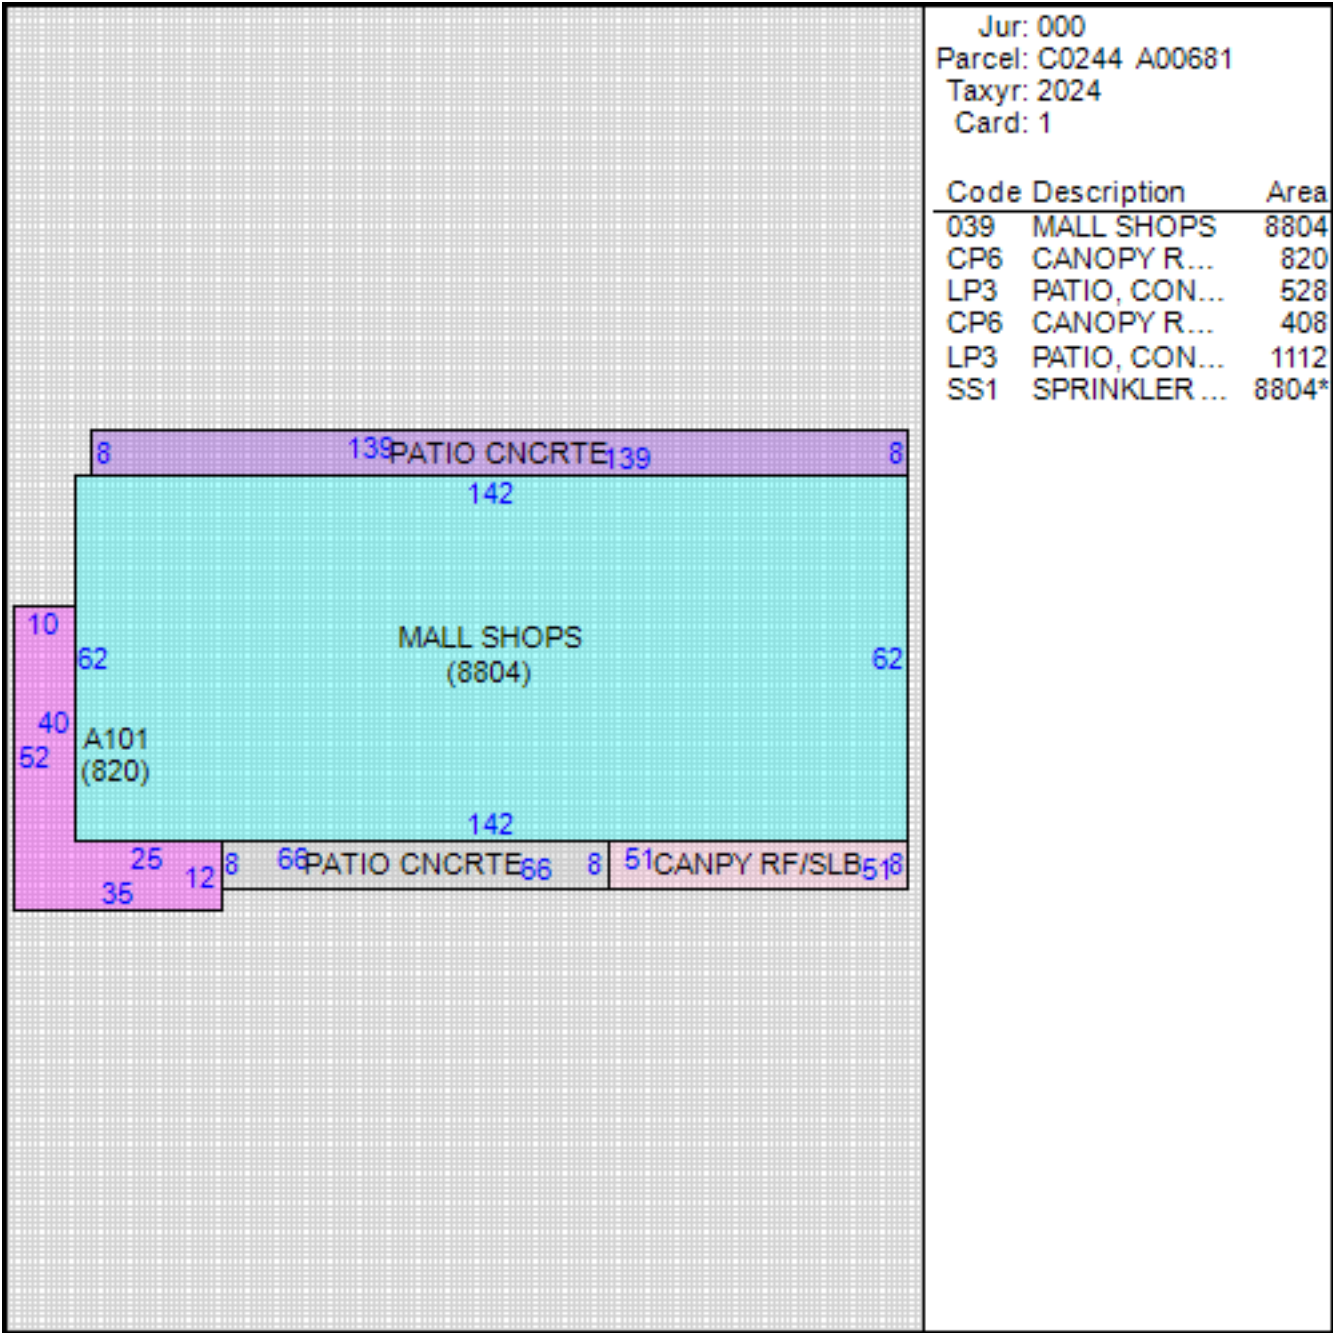 Jur: 000
Parcel: C0244 A00681
Taxyr: 2024
Card: 1
Code Description Area
039 MALL SHOPS 8804
CP6 CANOPY R... 820
LP3 PATIO, CON... 528
CP6 CANOPY R... 408
LP3 PATIO, CON... 1112
SS1 SPRINKLER ... 8804*
8 139 PATIO CNCRTE 139 8
142
10
MALL SHOPS
62 62
(8804)
40
A101
52
(820)
142
25 8 66 PATIO CNCRTE 66 8 51 CANPY RF/SLB 51 8
12
35